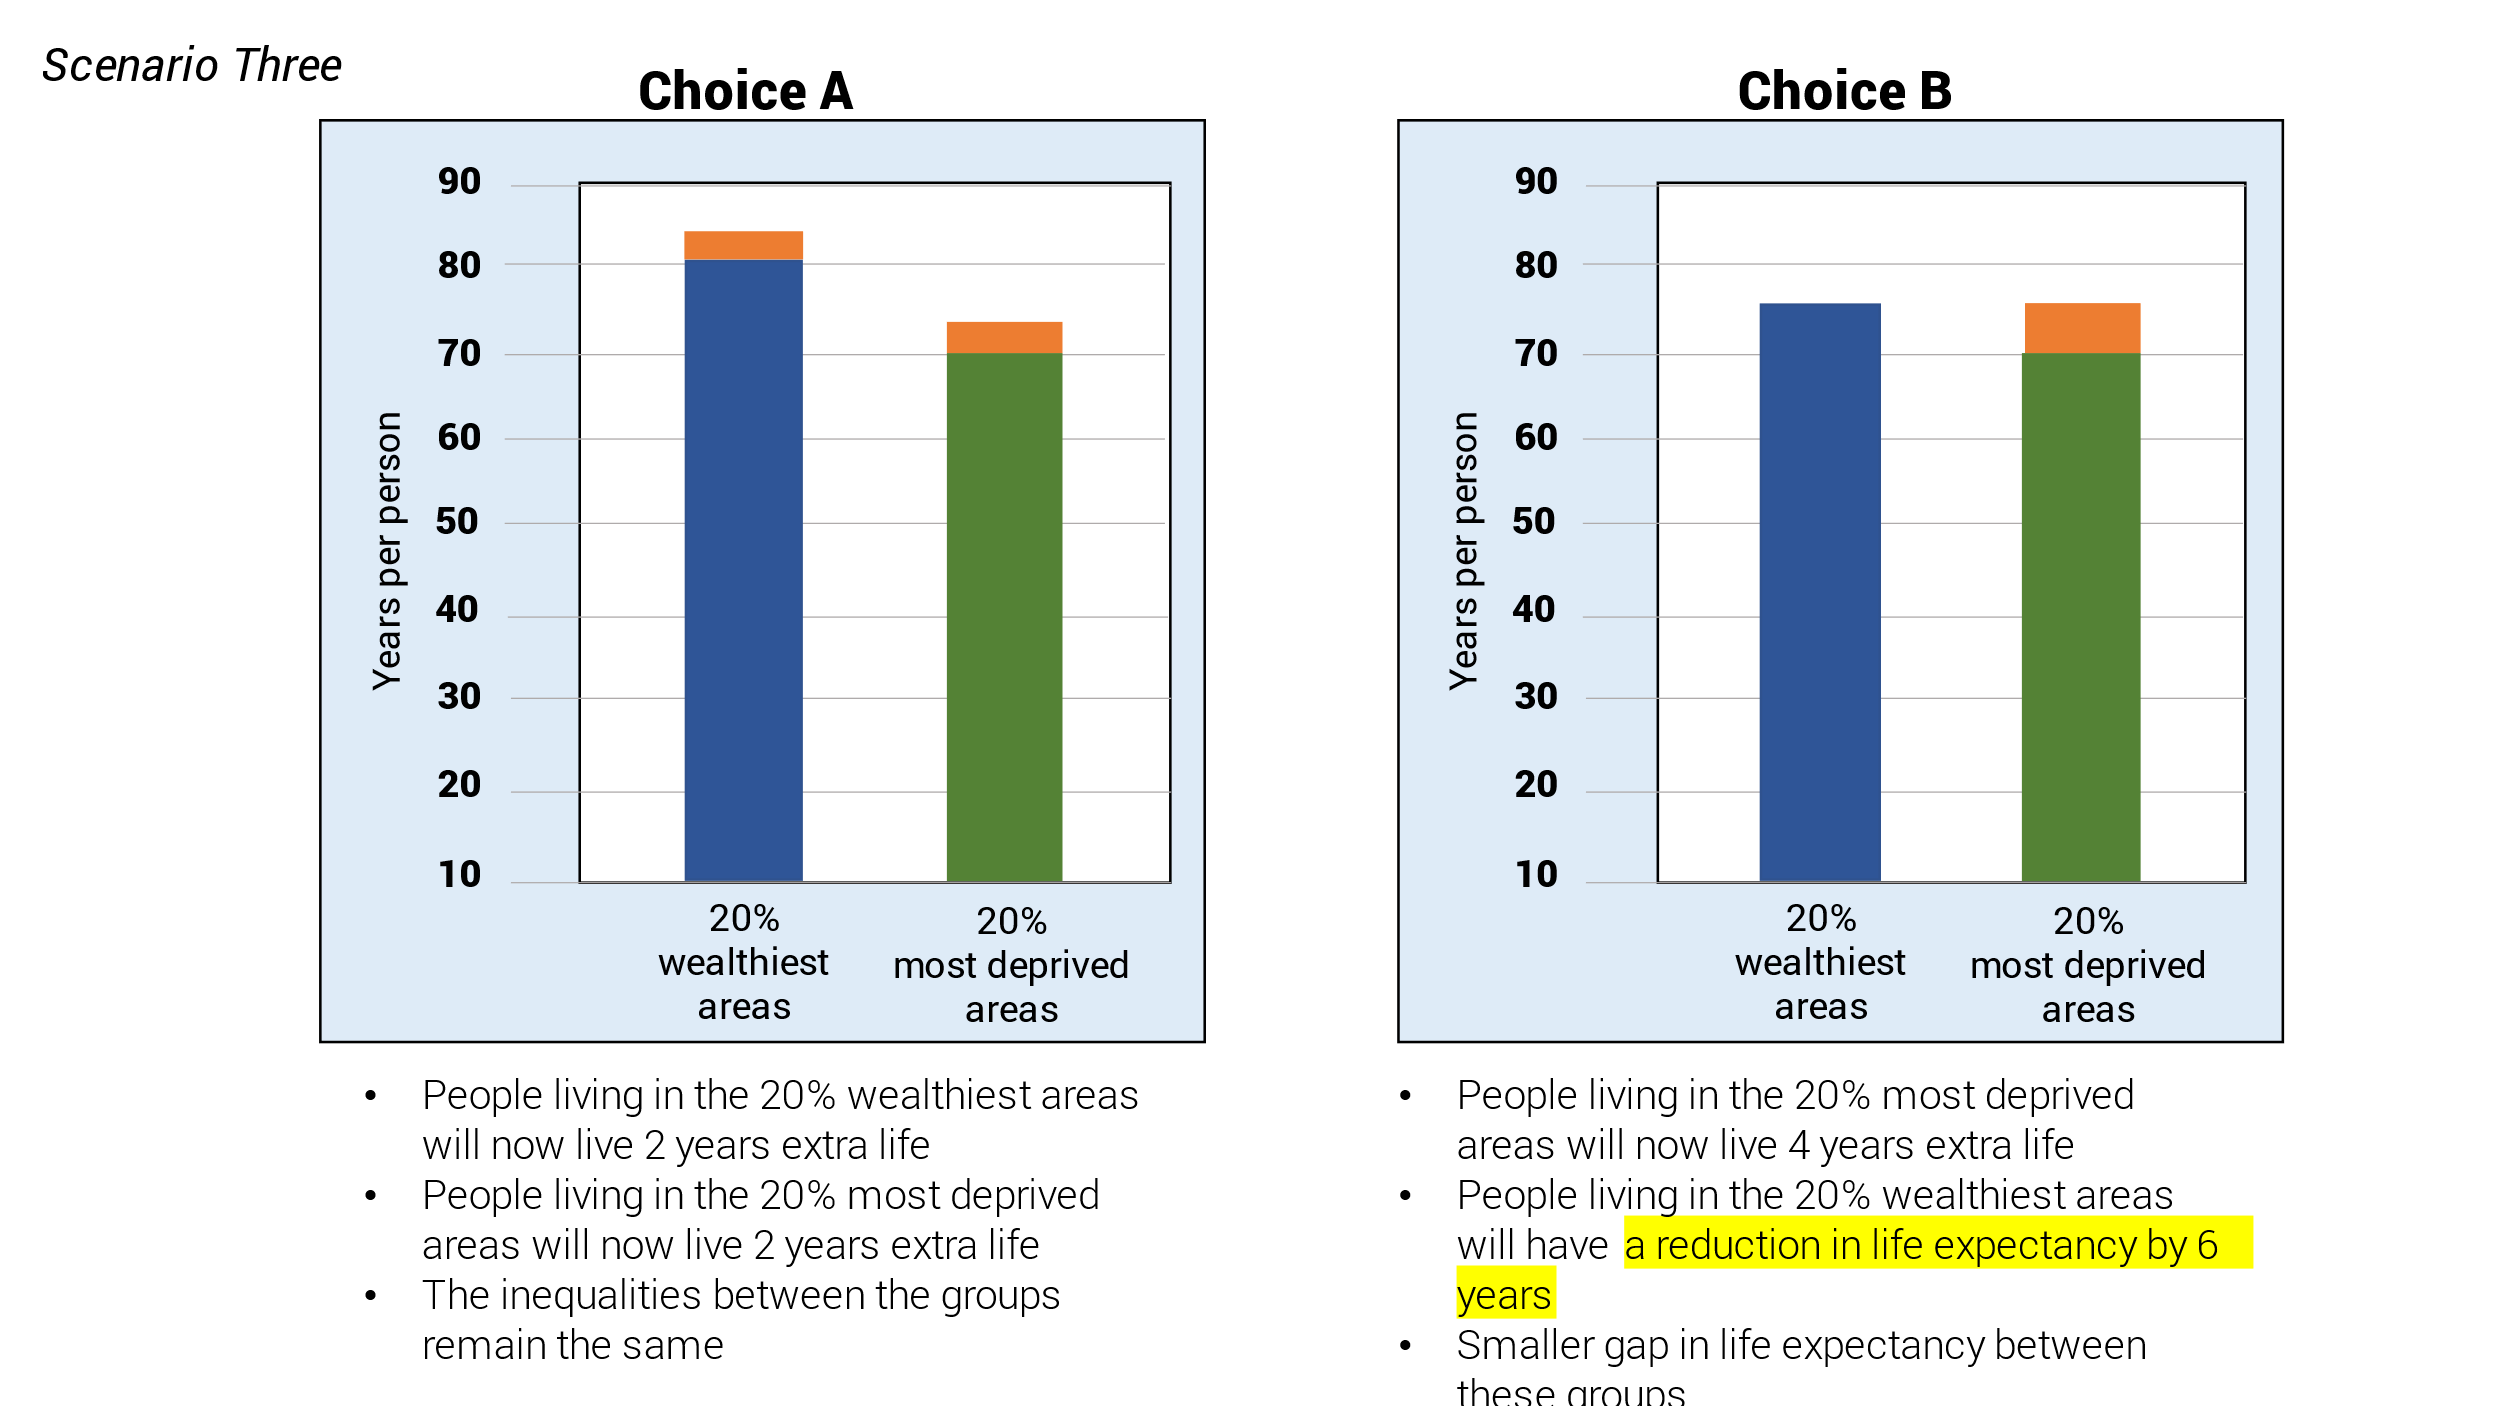 Scenario Three
Choice A
90
80
70
60
50
40
30
20
10
Years per person
20%
wealthiest
areas
20%
most deprived
areas
• People living in the 20% wealthiest areas
will now live 2 years extra life
• People living in the 20% most deprived
areas will now live 2 years extra life
• The inequalities between the groups
remain the same
Choice B
90
80
70
60
50
40
30
20
10
Years per person
20%
wealthiest
areas
20%
most deprived
areas
• People living in the 20% most deprived
areas will now live 4 years extra life
• People living in the 20% wealthiest areas
will have a reduction in life expectancy by 6
years
• Smaller gap in life expectancy between
these groups